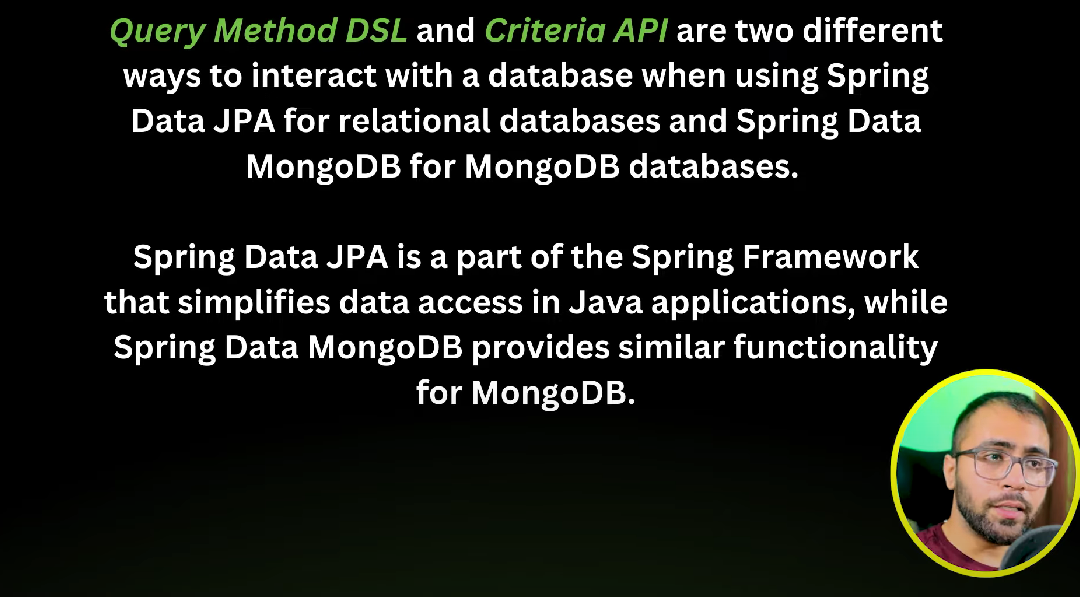 Query Method DSL and Criteria API are two different
ways to interact with a database when using Spring
Data JPA for relational databases and Spring Data
MongoDB for MongoDB databases.
Spring Data JPA is a part of the Spring Framework
that simplifies data access in Java applications, while
Spring Data MongoDB provides similar functionality
for MongoDB.